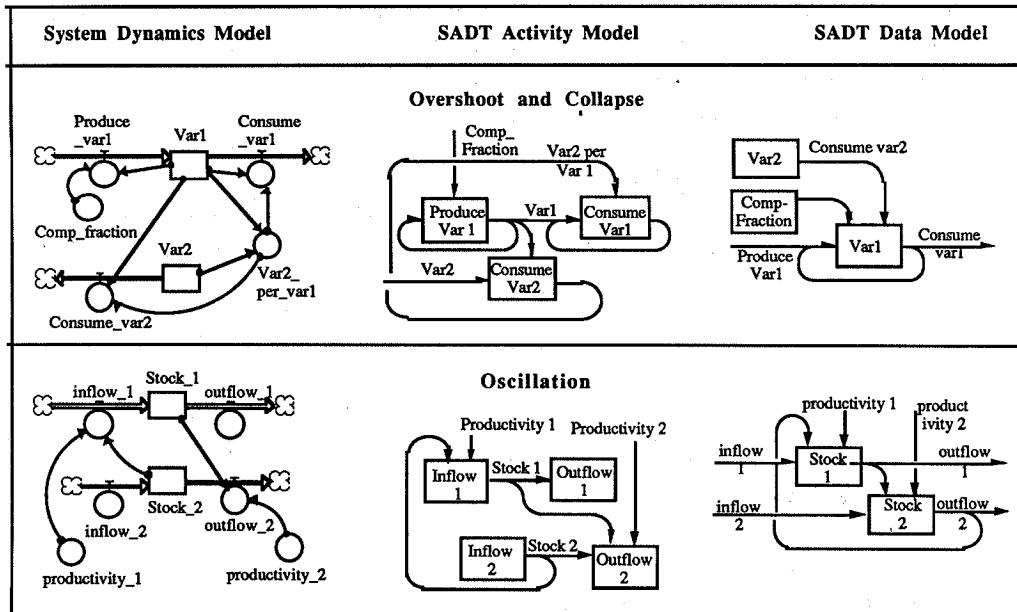 System Dynamics Model
SADT Activity Model
SADT Data Model
Overshoot and Collapse
Produce
_var1
Var1
Consume
_var1
Comp_fraction
Var2
Var2_
per_var1
Consume_var2
Comp_
Fraction
Var2 per
Var 1
Produce
Var 1
Var1
Consume
Var1
Var2
Consume
Var2
Var2
Consume var2
Comp-
Fraction
Var1
Produce
Var1
Consume
var1
Oscillation
inflow_1
Stock_1
outflow_1
Stock_2
inflow_2
outflow_2
productivity_1
productivity_2
Productivity 1
Productivity 2
Inflow
1
Stock 1
Outflow
1
Inflow
2
Stock 2
Outflow
2
productivity 1
product
ivity 2
inflow
1
Stock
1
outflow
1
inflow
2
Stock
2
outflow
2